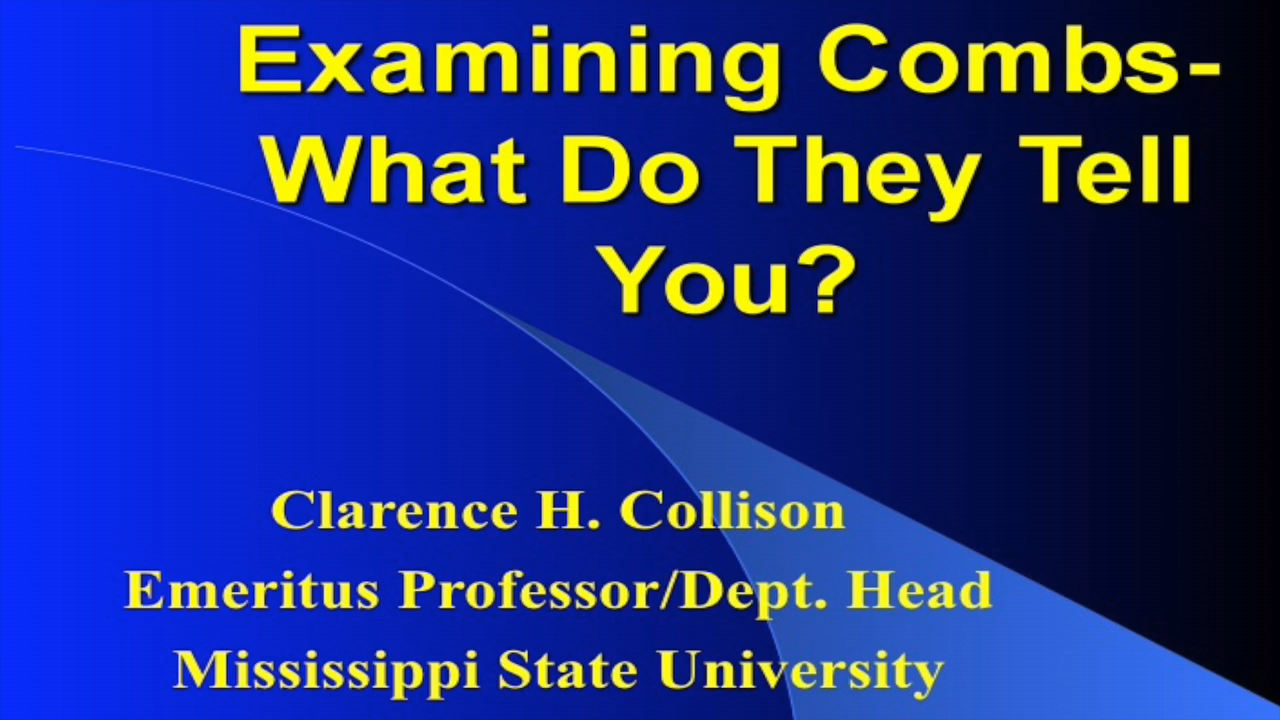 Examining Combs-
What Do They Tell
You?
Clarence H. Collison
Emeritus Professor/Dept. Head
Mississippi State University